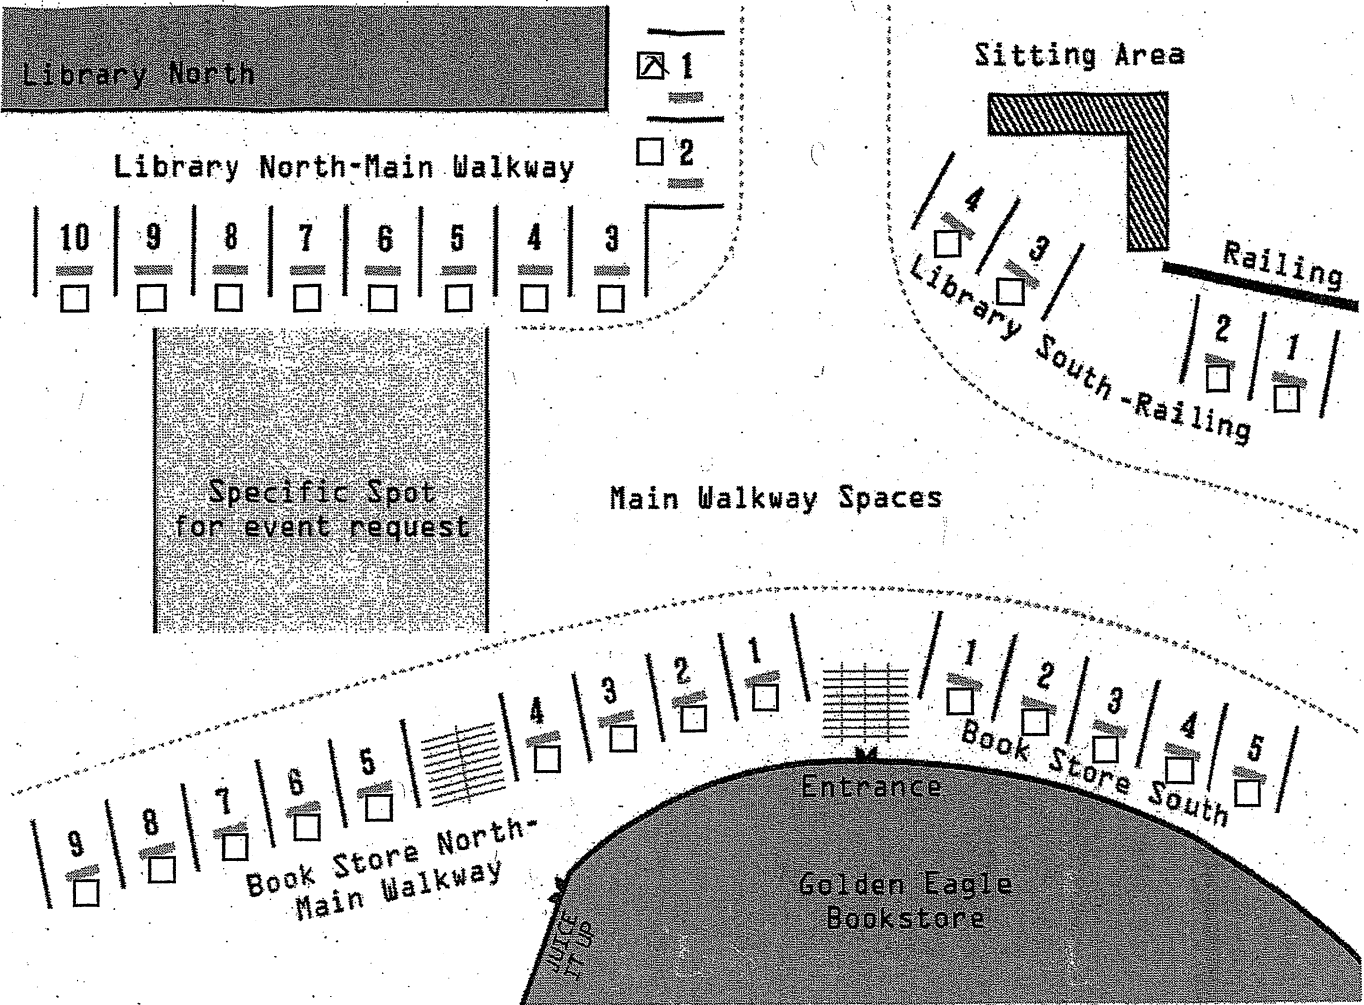 Library North
1
2
Sitting Area
Library North-Main Walkway
10 9 8 7 6 5 4 3
4
3
Library South-Railing
Railing
2 1
Specific Spot
for event request
Main Walkway Spaces
9 8 7 6 5 4 3 2 1
1 2 3 4 5
Book Store South
Entrance
Book Store North-
Main Walkway
Golden Eagle
Bookstore
JUICE
IT UP